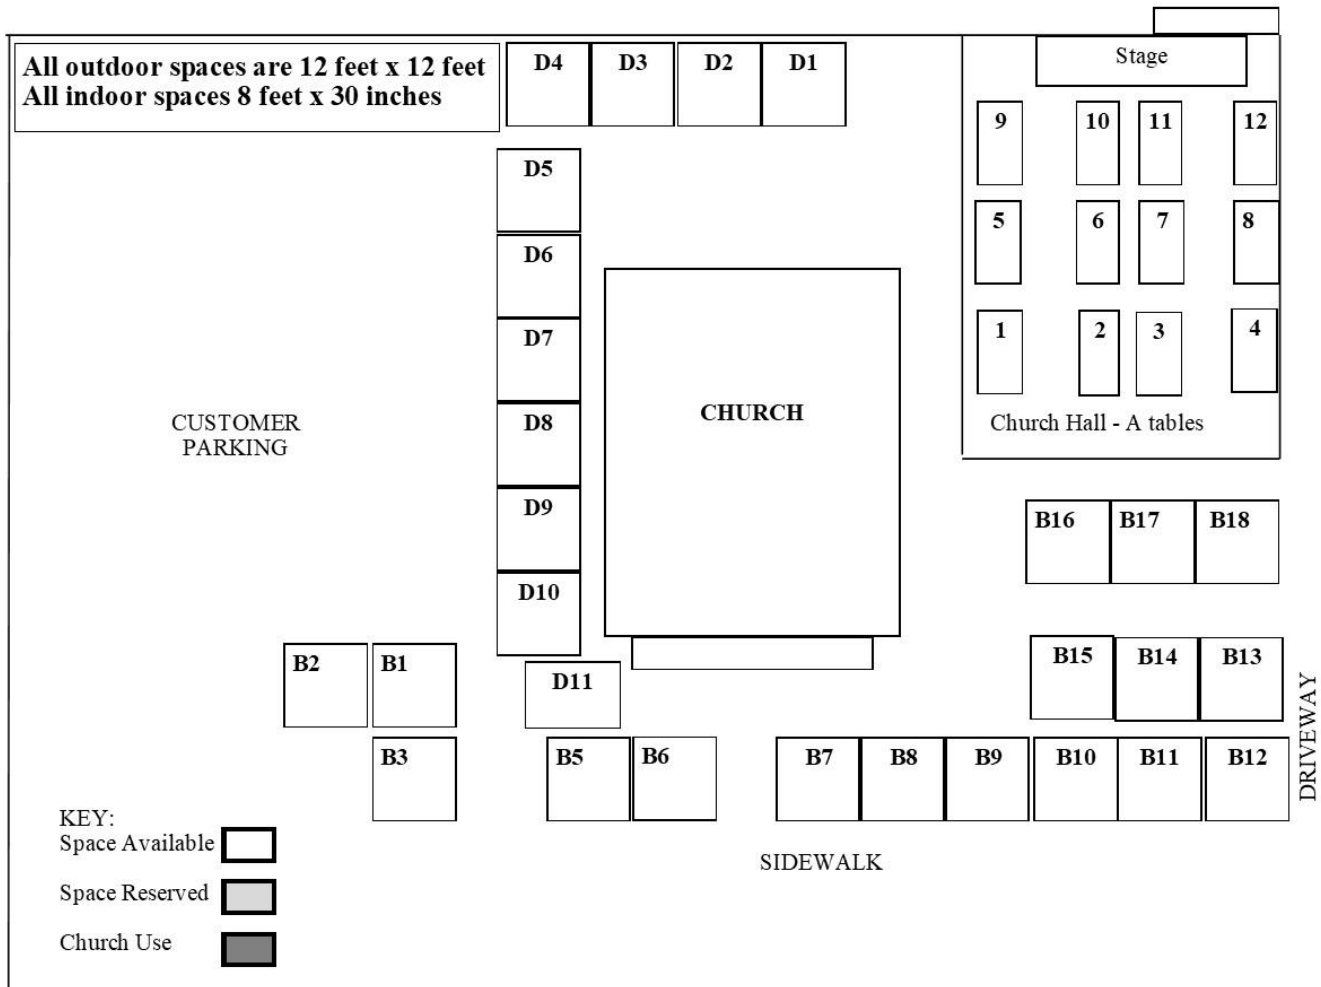 All outdoor spaces are 12 feet x 12 feet
All indoor spaces 8 feet x 30 inches
D4 D3 D2 D1
Stage
9 10 11 12
D5
5 6 7 8
D6
1 2 3 4
D7
CHURCH
Church Hall - A tables
CUSTOMER
PARKING
D8
D9
B16 B17 B18
D10
B2 B1
D11
B15 B14 B13
DRIVEWAY
B3
B5 B6 B7 B8 B9 B10 B11 B12
KEY:
Space Available
SIDEWALK
Space Reserved
Church Use